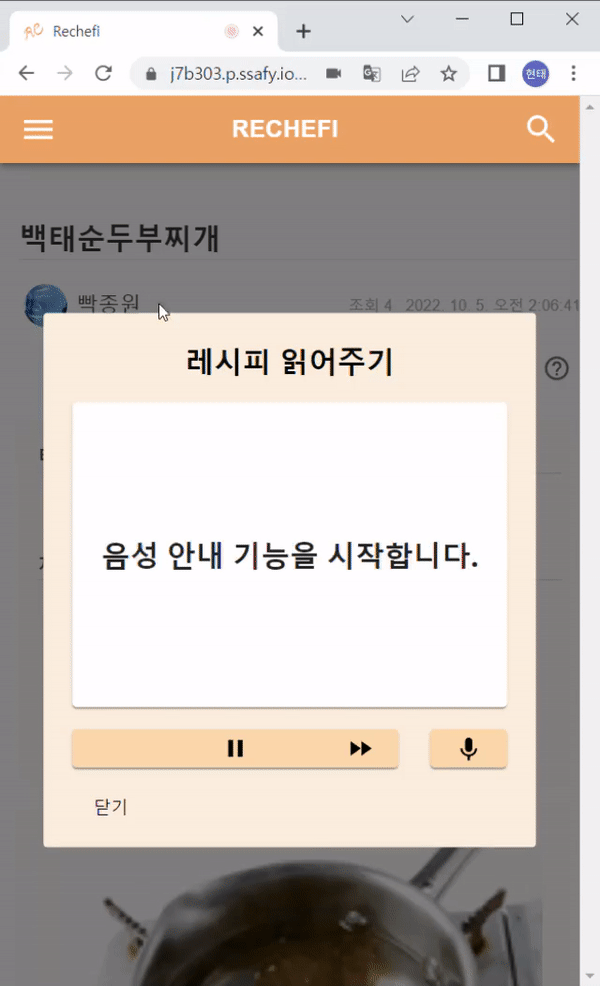 Rechefi
j7b303.p.ssafy.io...
현태
RECHEFI
백태순두부찌개
빡종원
조회 4 2022. 10. 5. 오전 2:06:41
레시피 읽어주기
음성 안내 기능을 시작합니다.
닫기